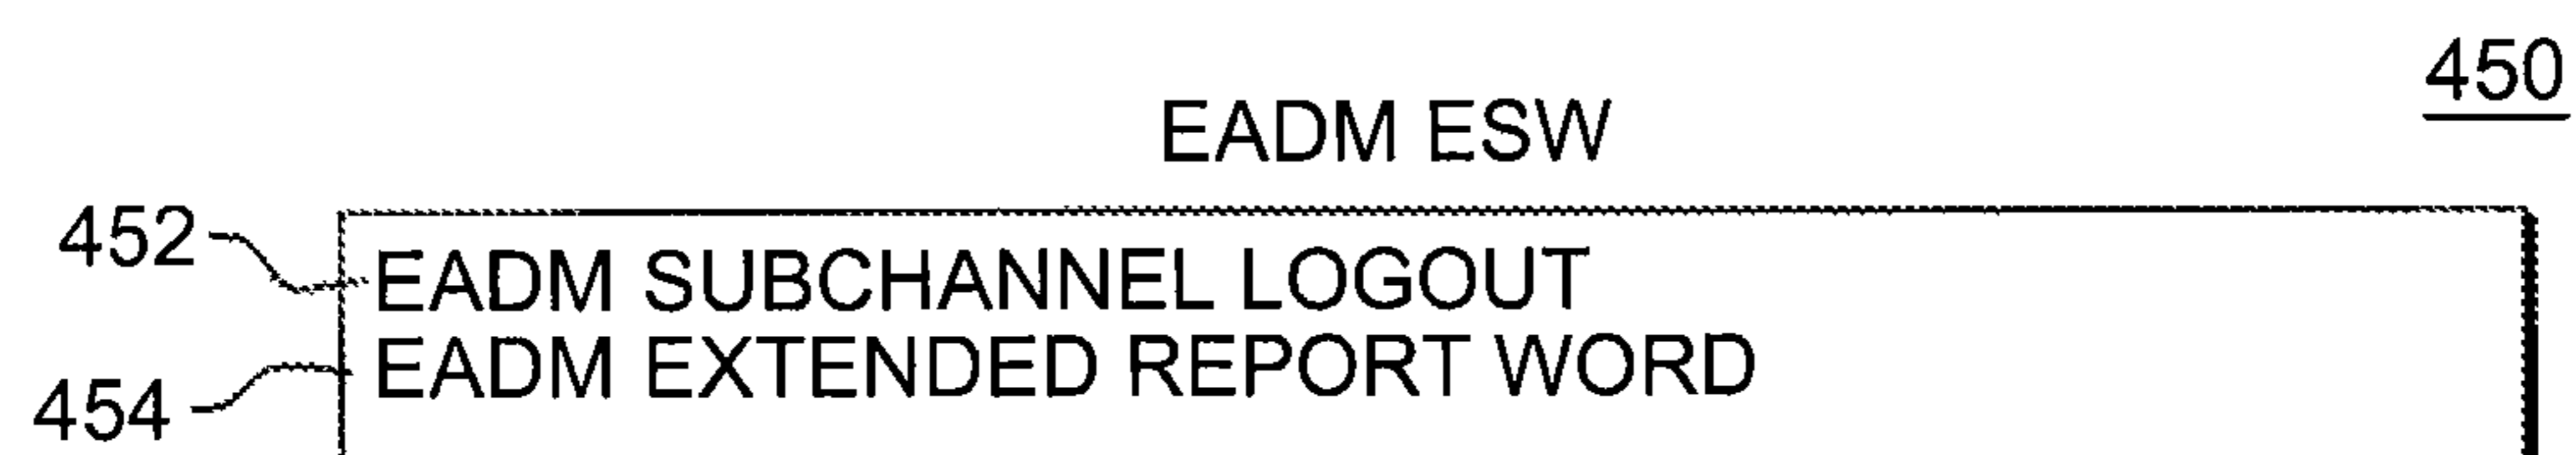 450
EADM ESW
452 EADM SUBCHANNEL LOGOUT
454 EADM EXTENDED REPORT WORD